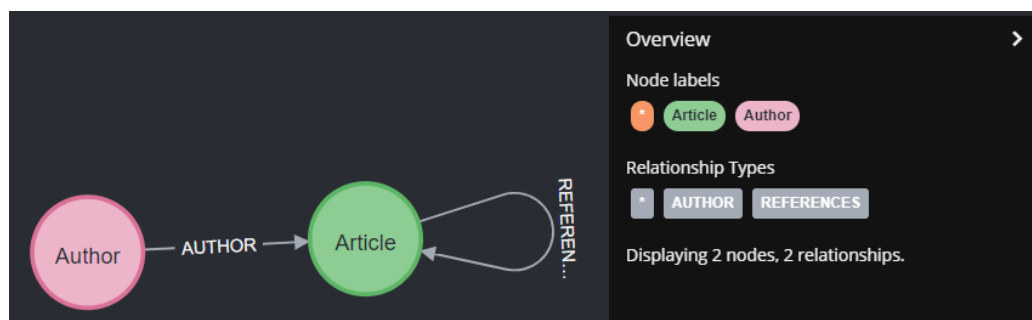 Author
AUTHOR
Article
REFEREN...
Overview
Node labels
* Article Author
Relationship Types
* AUTHOR REFERENCES
Displaying 2 nodes, 2 relationships.